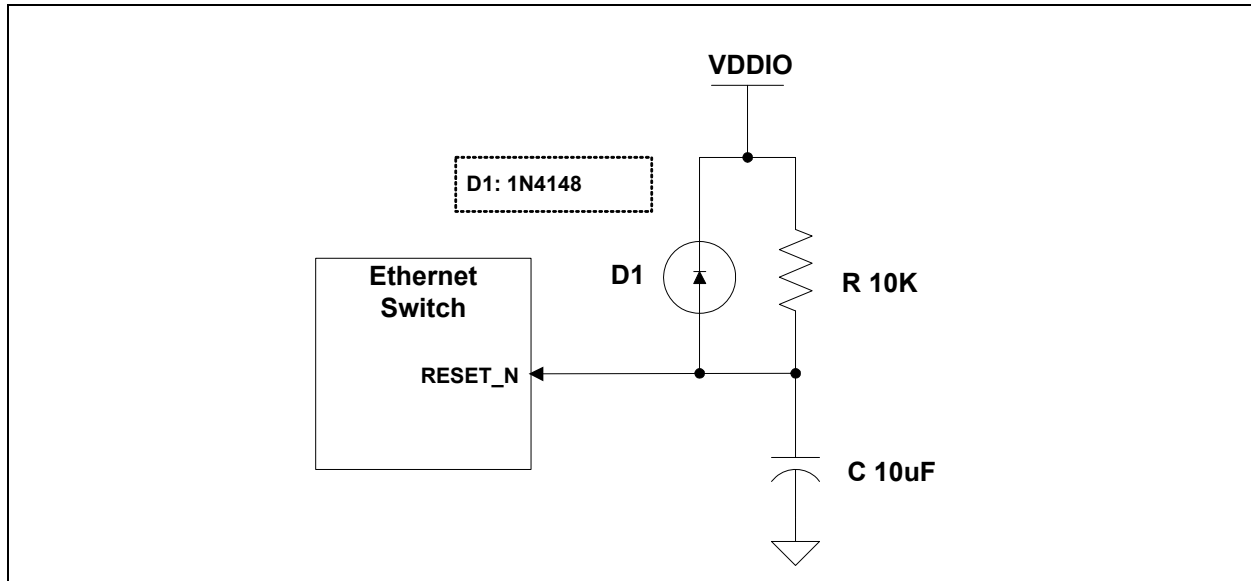 VDDIO
D1: 1N4148
D1
R 10K
Ethernet
Switch
RESET_N
C 10uF